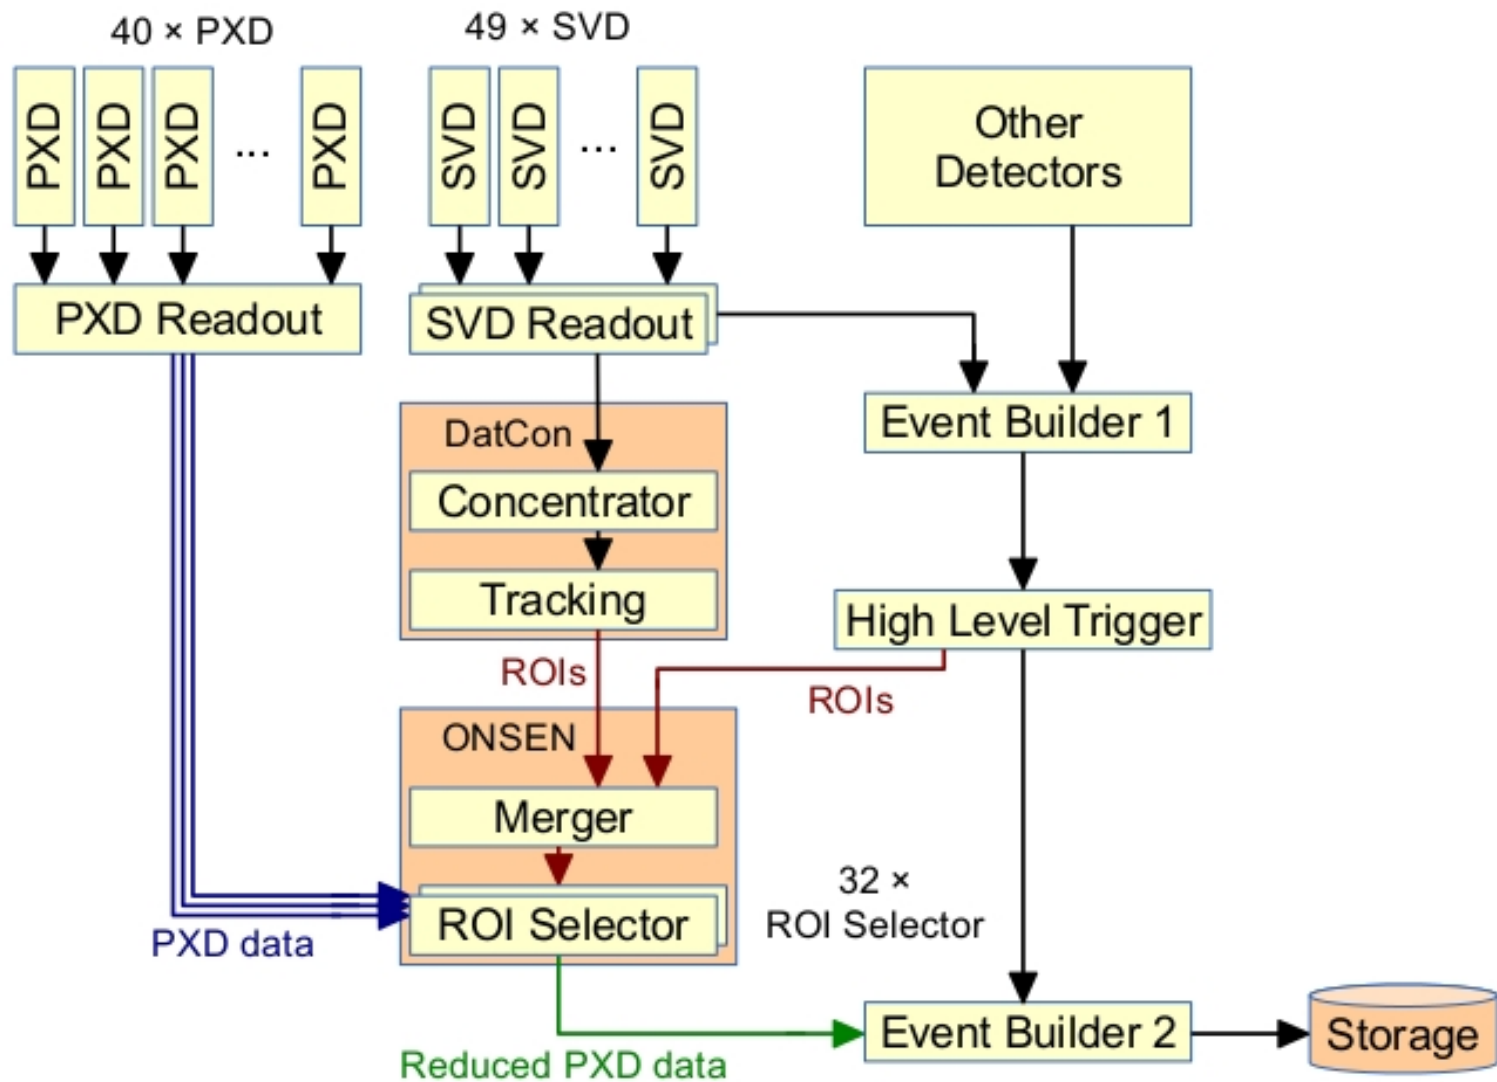 40 × PXD
49 × SVD
PXD
PXD
PXD
...
PXD
SVD
SVD
...
SVD
Other
Detectors
PXD Readout
SVD Readout
Event Builder 1
DatCon
Concentrator
Tracking
High Level Trigger
ROIs
ROIs
ONSEN
Merger
32 ×
ROI Selector
ROI Selector
PXD data
Event Builder 2
Storage
Reduced PXD data